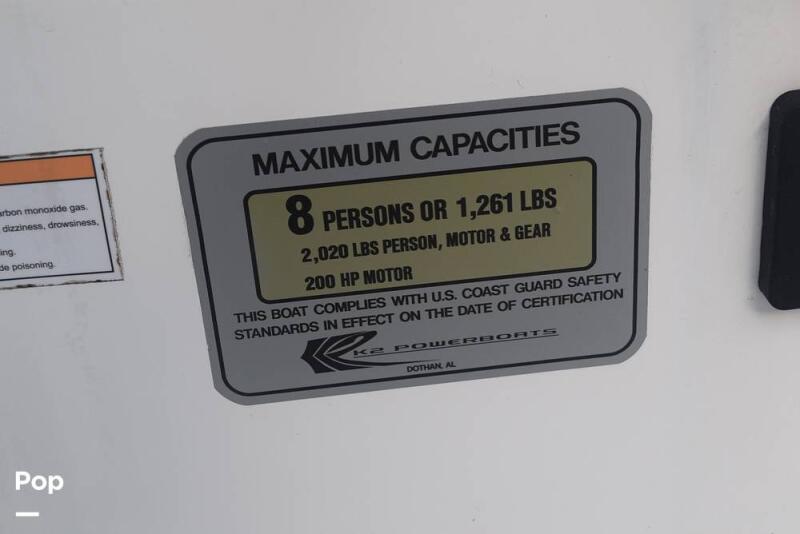 MAXIMUM CAPACITIES
8 PERSONS OR 1,261 LBS
2,020 LBS PERSON, MOTOR & GEAR
200 HP MOTOR
THIS BOAT COMPLIES WITH U.S. COAST GUARD SAFETY
STANDARDS IN EFFECT ON THE DATE OF CERTIFICATION
K2 POWERBOATS
DOTHAN, AL
arbon monoxide gas.
dizziness, drowsiness,
ing.
de poisoning.
Pop